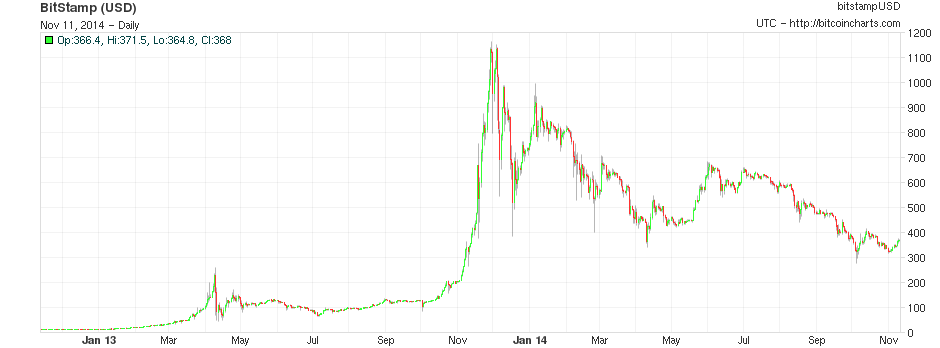 BitStamp (USD)
bitstampUSD
Nov 11, 2014 - Daily
UTC - http://bitcoincharts.com
Op:366.4, Hi:371.5, Lo:364.8, Cl:368
1200
1100
1000
900
800
700
600
500
400
300
200
100
0
Jan 13 Mar May Jul Sep Nov Jan 14 Mar May Jul Sep Nov